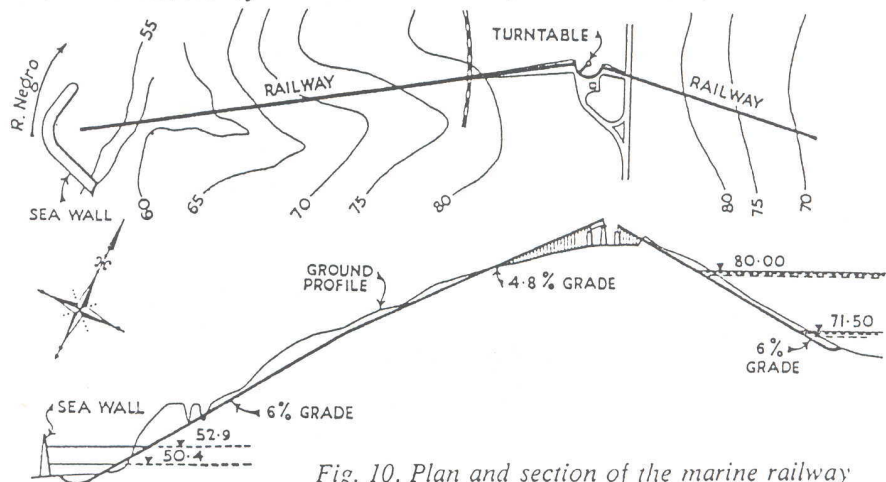 55
TURNTABLE
R. Negro
RAILWAY
RAILWAY
SEA WALL
60
65
70
75
80
80
75
70
GROUND
PROFILE
4·8% GRADE
80·00
71·50
6%
GRADE
SEA WALL
6% GRADE
52·9
50·4
Fig. 10. Plan and section of the marine railway